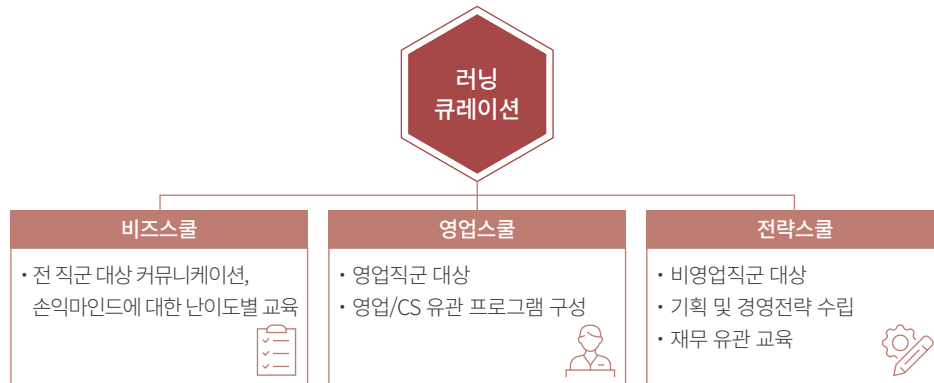 러닝
큐레이션
비즈스쿨
· 전 직군 대상 커뮤니케이션,
손익마인드에 대한 난이도별 교육
영업스쿨
· 영업직군 대상
· 영업/CS 유관 프로그램 구성
전략스쿨
· 비영업직군 대상
· 기획 및 경영전략 수립
· 재무 유관 교육